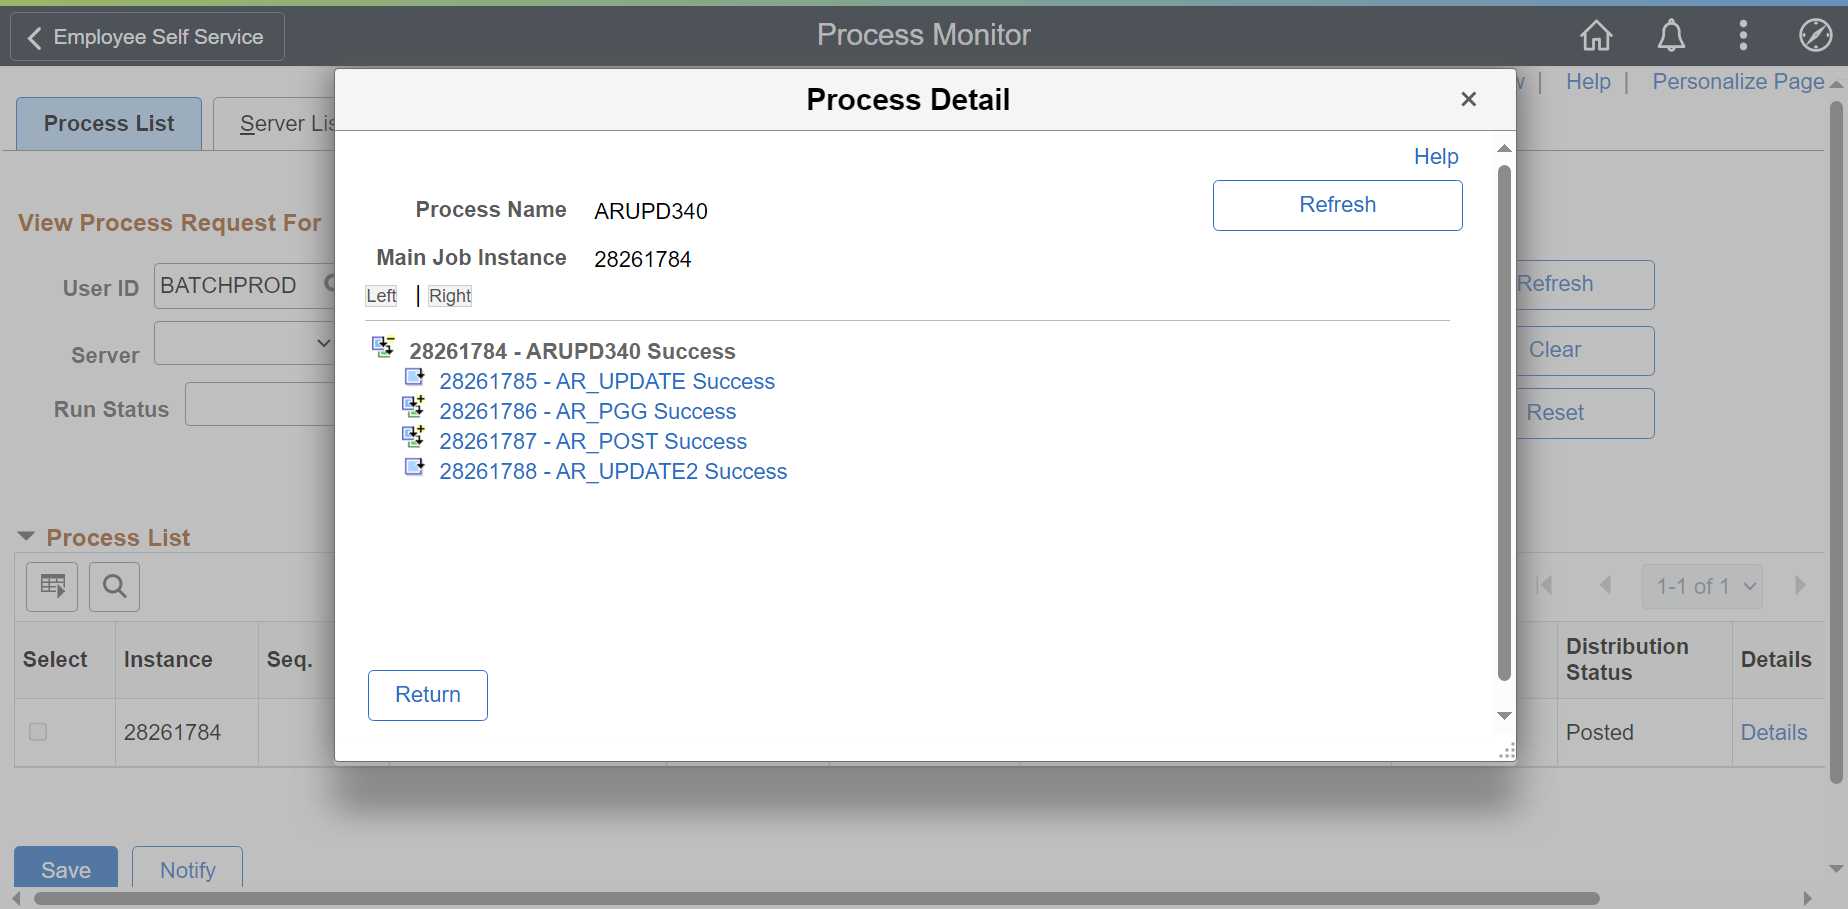 Employee Self Service
Process Monitor
Help
Personalize Page
Process List
Server Lis
View Process Request For
User ID
BATCHPROD
Server
Run Status
Refresh
Clear
Reset
Process List
1-1 of 1
Select
Instance
Seq.
Distribution
Status
Details
28261784
Posted
Details
Save
Notify
Process Detail
×
Help
Process Name
ARUPD340
Refresh
Main Job Instance
28261784
Left | Right
28261784 - ARUPD340 Success
28261785 - AR_UPDATE Success
28261786 - AR_PGG Success
28261787 - AR_POST Success
28261788 - AR_UPDATE2 Success
Return